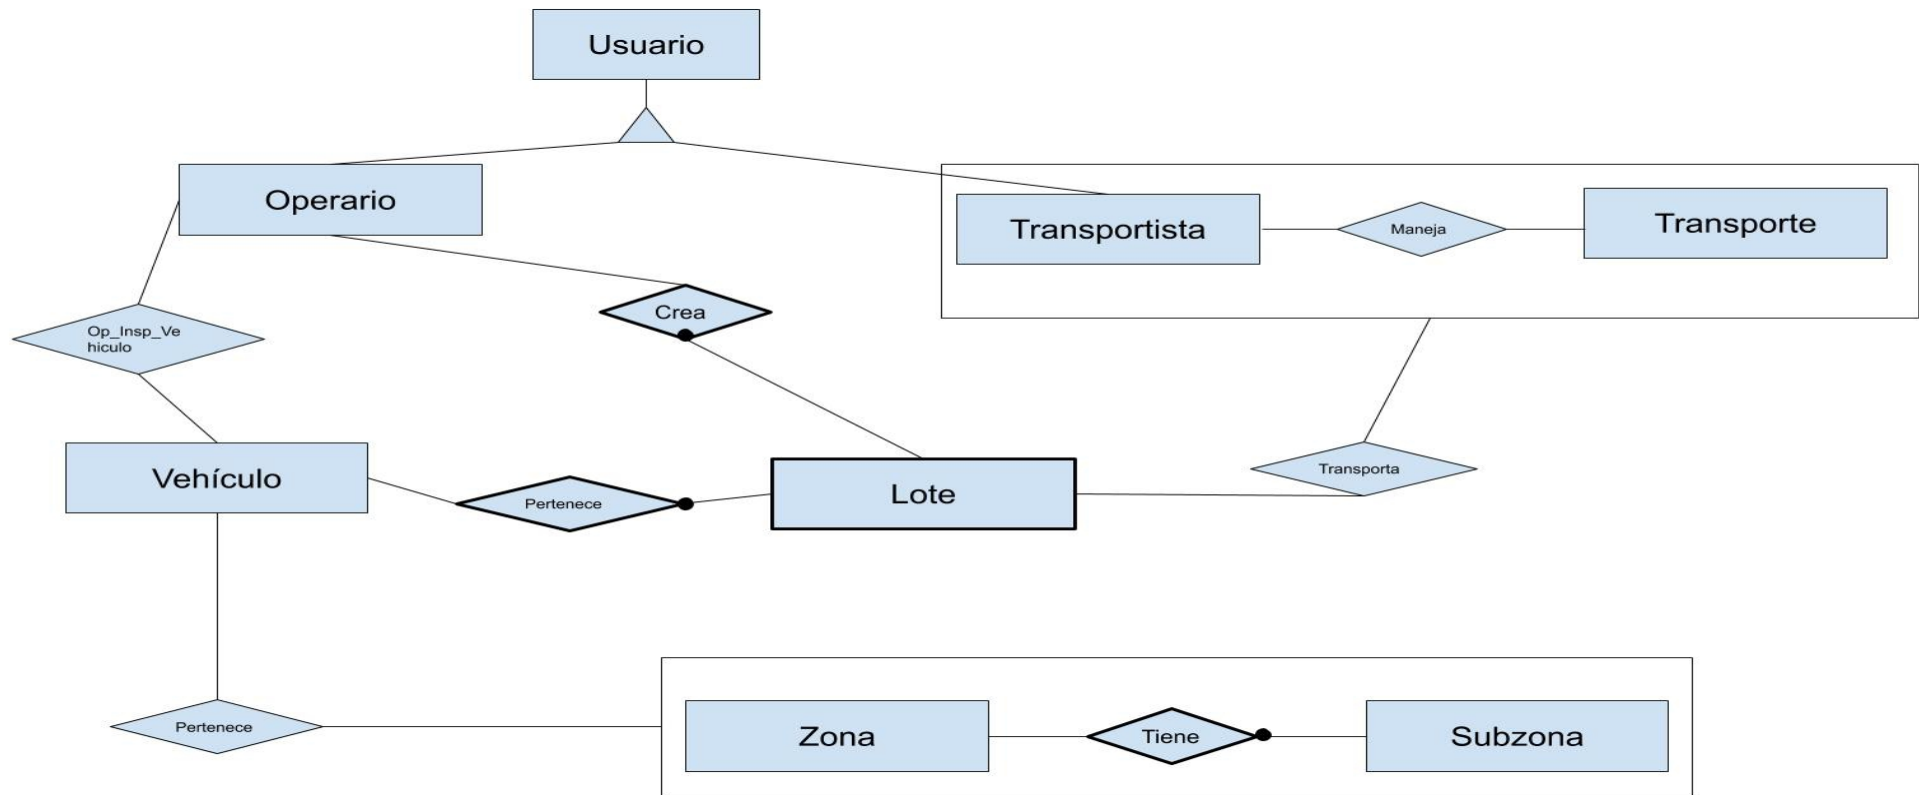 Usuario
Operario
Transportista
Maneja
Transporte
Crea
Op_Insp_Ve
hiculo
Vehículo
Pertenece
Lote
Transporta
Pertenece
Zona
Tiene
Subzona